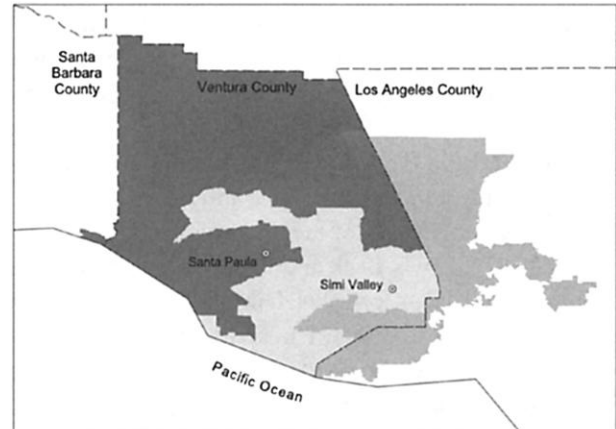 Santa
Barbara
County
Ventura County
Los Angeles County
Santa Paula
Simi Valley
Pacific Ocean